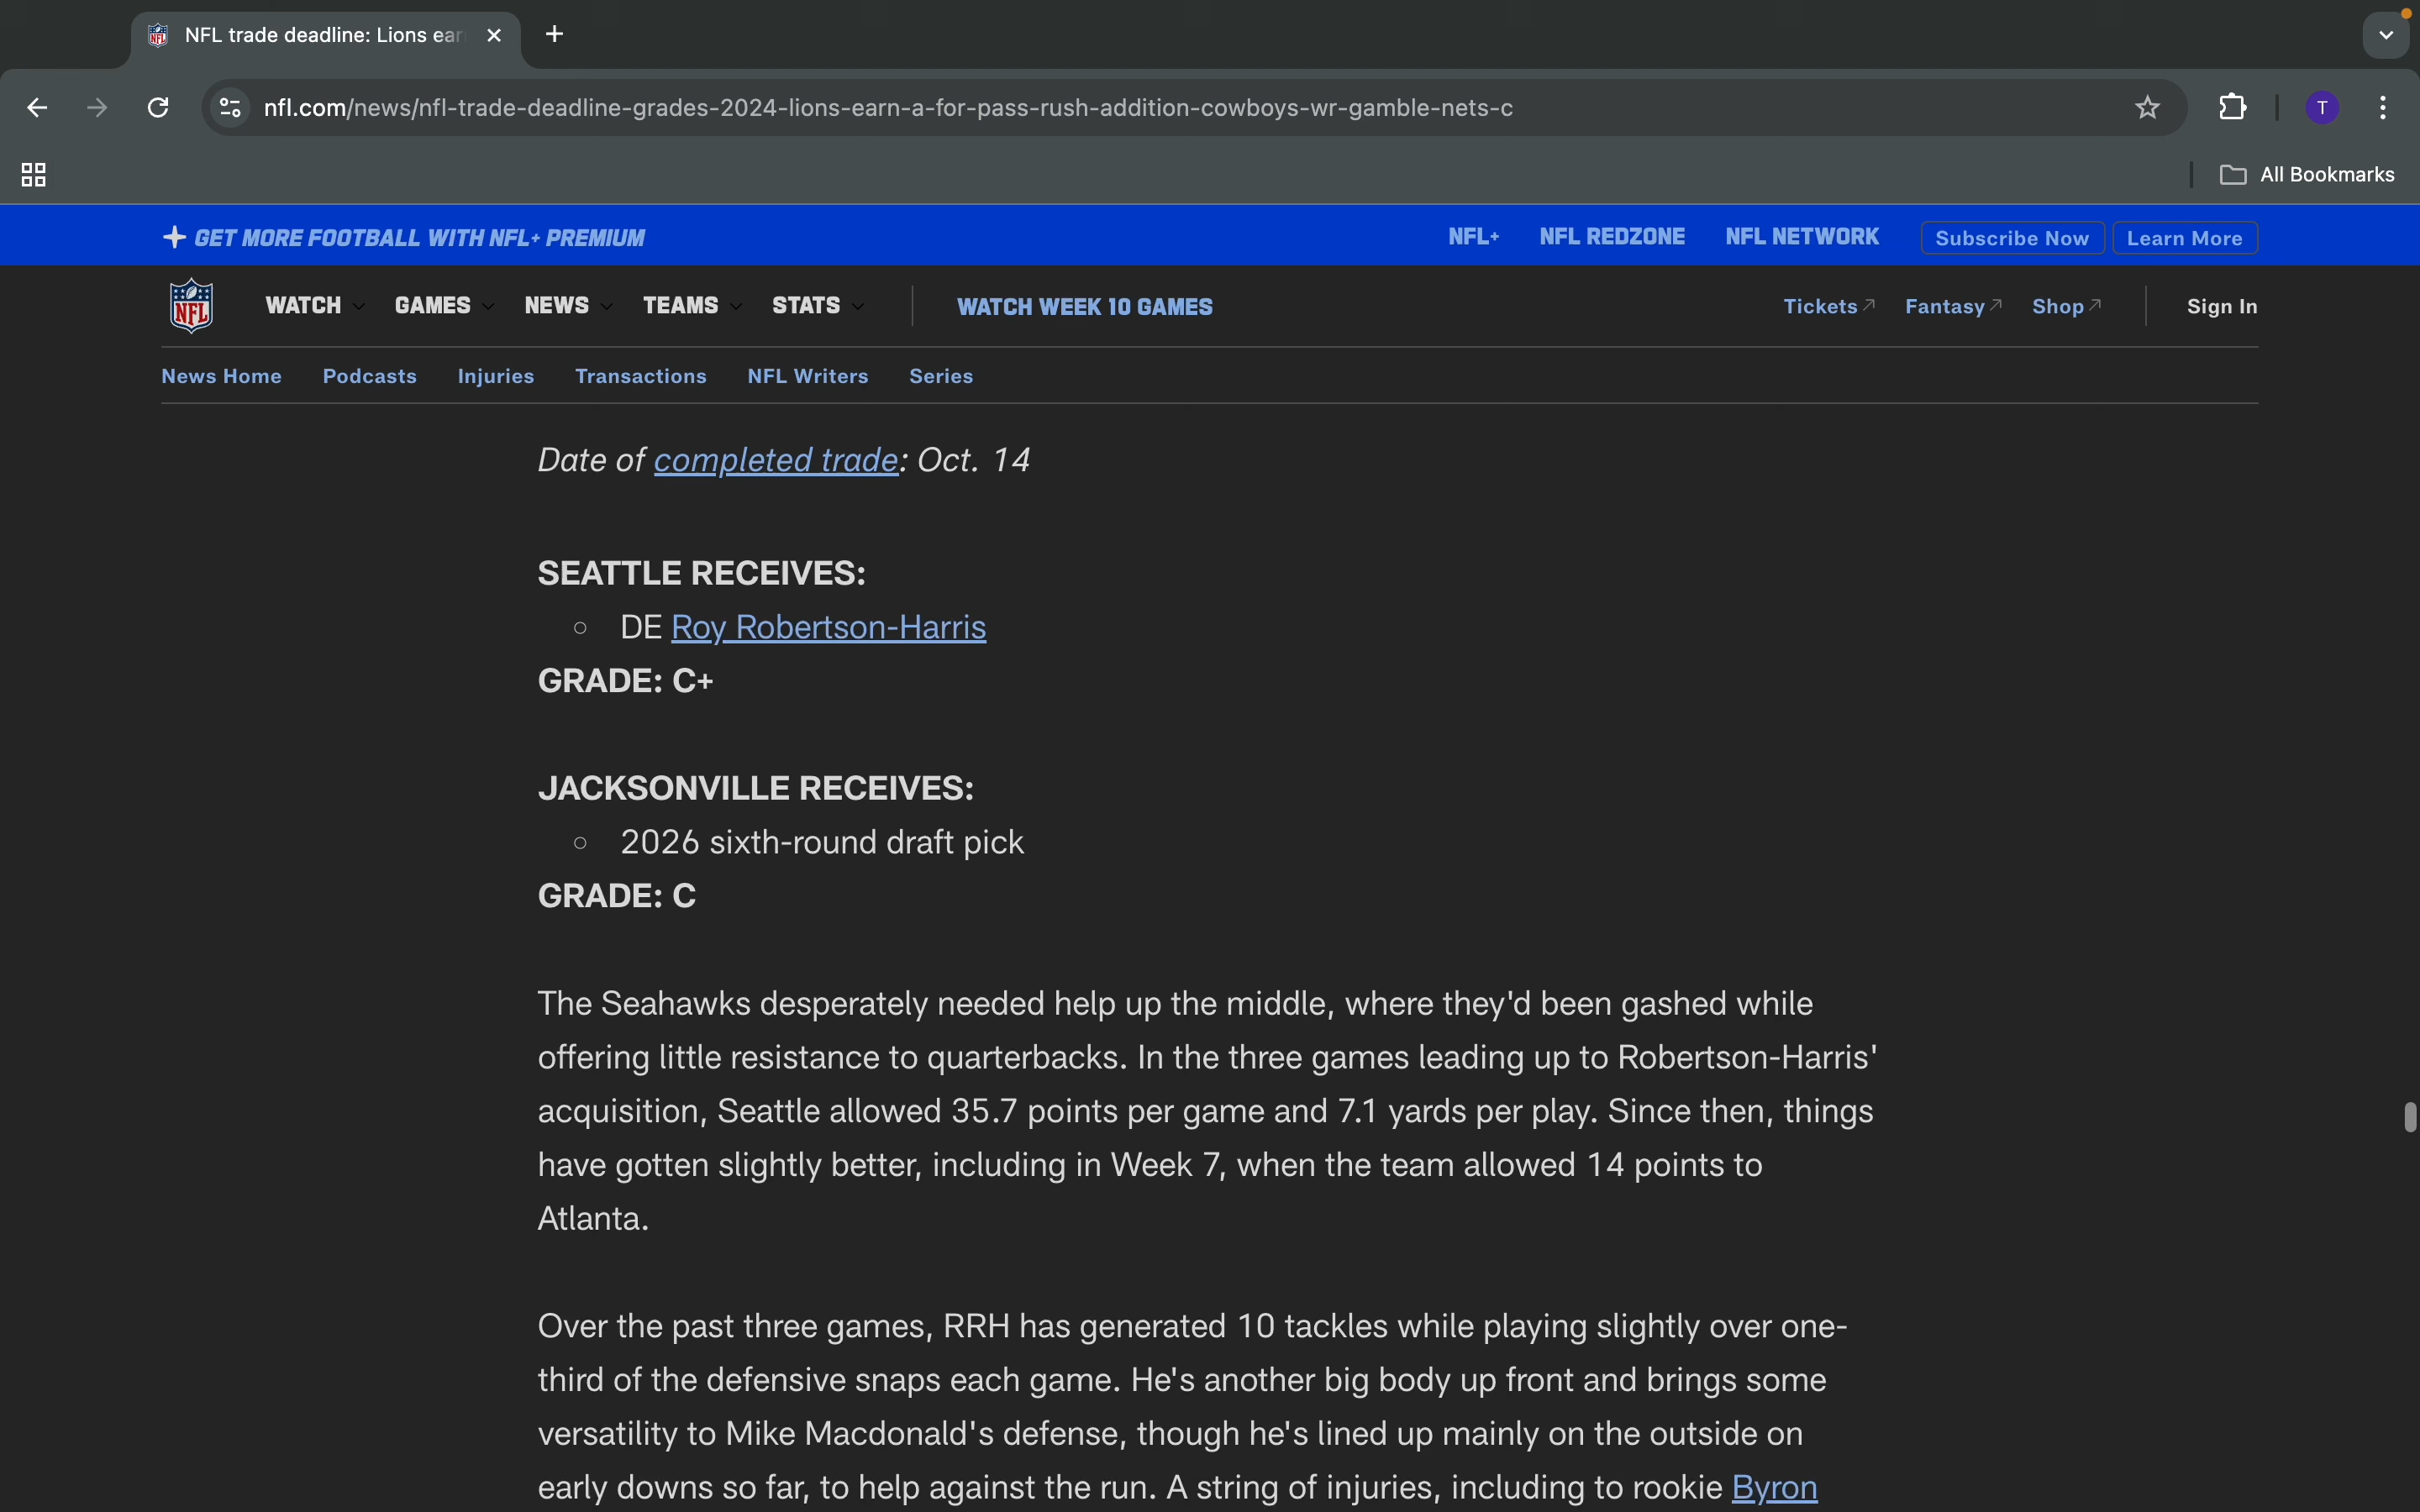 NFL trade deadline: Lions ear
nfl.com/news/nfl-trade-deadline-grades-2024-lions-earn-a-for-pass-rush-addition-cowboys-wr-gamble-nets-c
T
All Bookmarks
GET MORE FOOTBALL WITH NFL+ PREMIUM
NFL+ NFL REDZONE NFL NETWORK Subscribe Now Learn More
NFL WATCH GAMES NEWS TEAMS STATS WATCH WEEK 10 GAMES Tickets Fantasy Shop Sign In
News Home Podcasts Injuries Transactions NFL Writers Series
Date of completed trade: Oct. 14
SEATTLE RECEIVES:
DE Roy Robertson-Harris
GRADE: C+
JACKSONVILLE RECEIVES:
2026 sixth-round draft pick
GRADE: C
The Seahawks desperately needed help up the middle, where they'd been gashed while
offering little resistance to quarterbacks. In the three games leading up to Robertson-Harris'
acquisition, Seattle allowed 35.7 points per game and 7.1 yards per play. Since then, things
have gotten slightly better, including in Week 7, when the team allowed 14 points to
Atlanta.
Over the past three games, RRH has generated 10 tackles while playing slightly over one-
third of the defensive snaps each game. He's another big body up front and brings some
versatility to Mike Macdonald's defense, though he's lined up mainly on the outside on
early downs so far, to help against the run. A string of injuries, including to rookie Byron